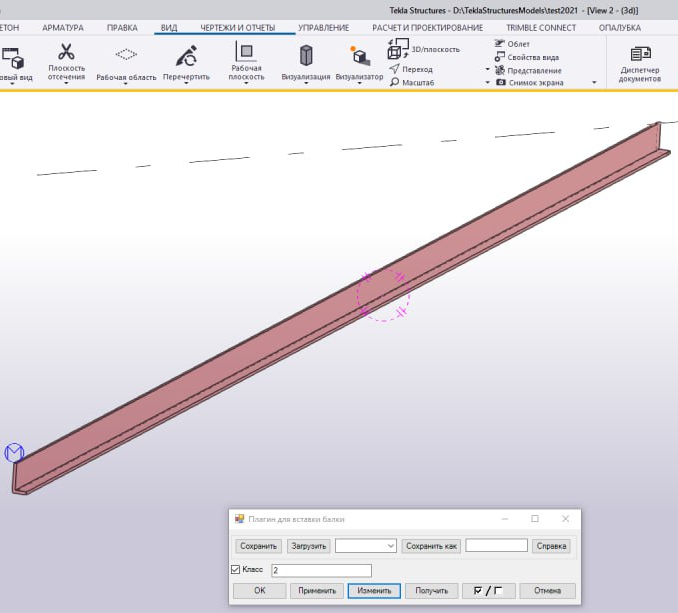 Tekla Structures - D:\TeklaStructuresModels\test2021 - [View 2 - (3d)]
ЕТОН АРМАТУРА ПРАВКА ВИД ЧЕРТЕЖИ И ОТЧЕТЫ УПРАВЛЕНИЕ РАСЧЕТ И ПРОЕКТИРОВАНИЕ TRIMBLE CONNECT ОПАЛУБКА
овый вид
Плоскость
отсечения
Рабочая область
Перечертить
Рабочая
плоскость
Визуализация
Визуализатор
3D/плоскость
Переход
Масштаб
Облет
Свойства вида
Представление
Снимок экрана
Диспетчер
документов
Плагин для вставки балки
Сохранить Загрузить Сохранить как Справка
Класс 2
OK Применить Изменить Получить / Отмена